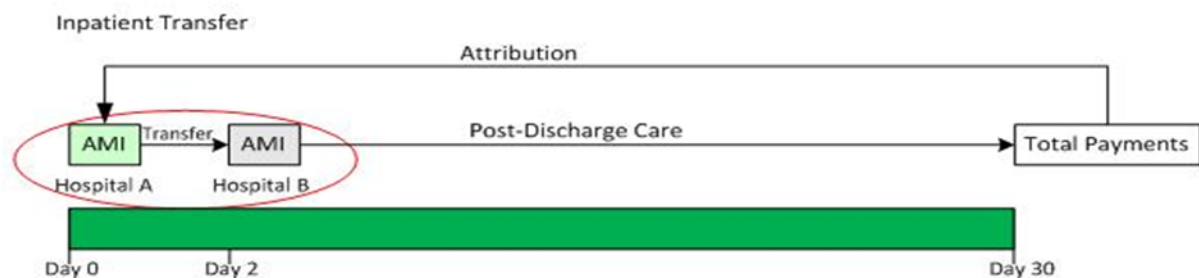 Inpatient Transfer
Attribution
AMI
Transfer
AMI
Post-Discharge Care
Total Payments
Hospital A
Hospital B
Day 0
Day 2
Day 30